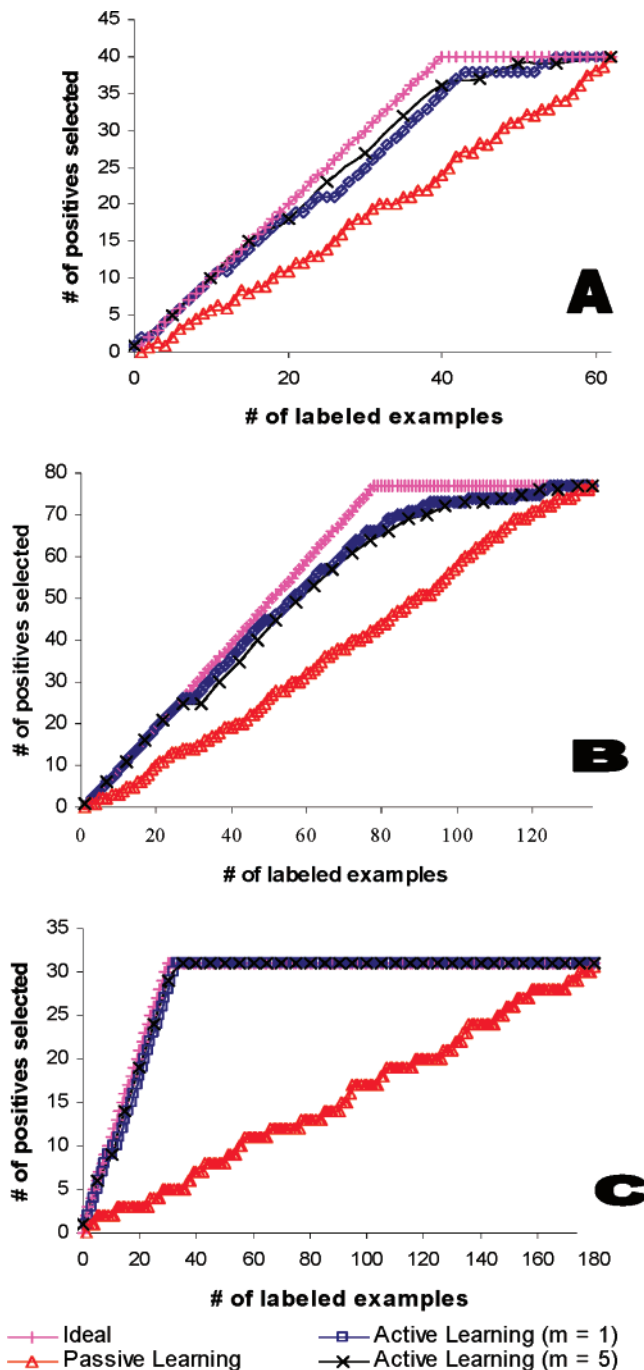 # of positives selected
45
40
35
30
25
20
15
10
5
0
0 20 40 60
# of labeled examples
A
# of positives selected
80
70
60
50
40
30
20
10
0
0 20 40 60 80 100 120
# of labeled examples
B
# of positives selected
35
30
25
20
15
10
5
0
0 20 40 60 80 100 120 140 160 180
# of labeled examples
C
Ideal Active Learning (m = 1)
Passive Learning Active Learning (m = 5)